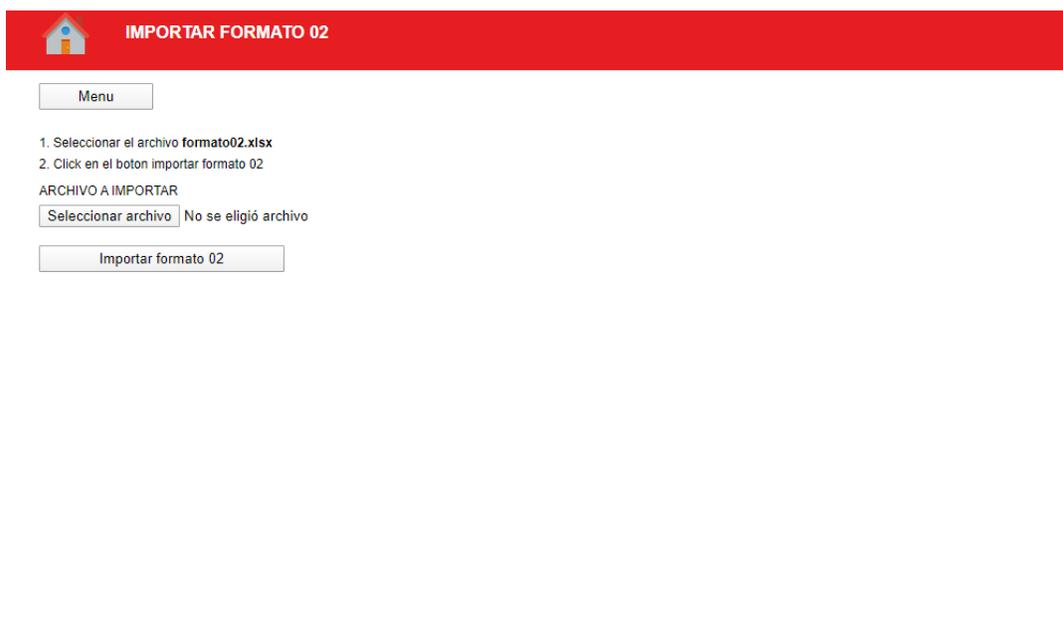 IMPORTAR FORMATO 02
Menu
1. Seleccionar el archivo formato02.xlsx
2. Click en el boton importar formato 02
ARCHIVO A IMPORTAR
Seleccionar archivo No se eligió archivo
Importar formato 02